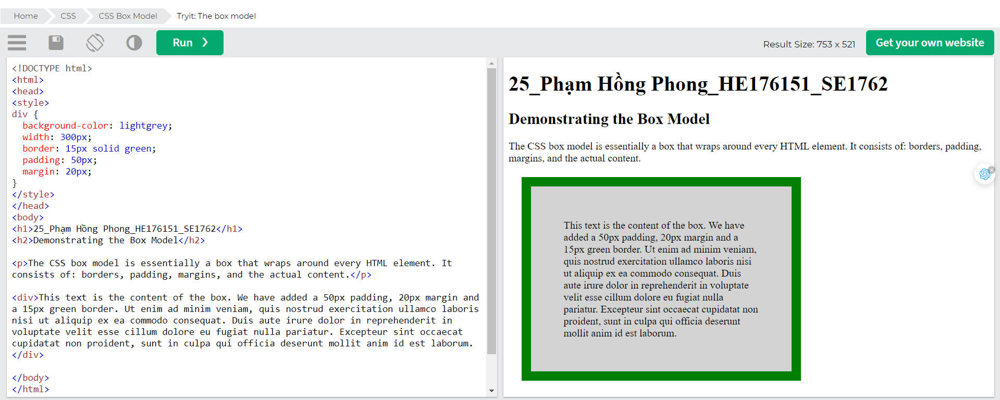 Home CSS CSS Box Model Tryit: The box model
Run ❯ Result Size: 753 x 521 Get your own website
<!DOCTYPE html>
<html>
<head>
<style>
div {
  background-color: lightgrey;
  width: 300px;
  border: 15px solid green;
  padding: 50px;
  margin: 20px;
}
</style>
</head>
<body>
<h1>25_Phạm Hồng Phong_HE176151_SE1762</h1>
<h2>Demonstrating the Box Model</h2>

<p>The CSS box model is essentially a box that wraps around every HTML element. It
consists of: borders, padding, margins, and the actual content.</p>

<div>This text is the content of the box. We have added a 50px padding, 20px margin and
a 15px green border. Ut enim ad minim veniam, quis nostrud exercitation ullamco laboris
nisi ut aliquip ex ea commodo consequat. Duis aute irure dolor in reprehenderit in
voluptate velit esse cillum dolore eu fugiat nulla pariatur. Excepteur sint occaecat
cupidatat non proident, sunt in culpa qui officia deserunt mollit anim id est laborum.
</div>

</body>
</html>
25_Phạm Hồng Phong_HE176151_SE1762
Demonstrating the Box Model
The CSS box model is essentially a box that wraps around every HTML element. It consists of: borders, padding,
margins, and the actual content.
This text is the content of the box. We have
added a 50px padding, 20px margin and a
15px green border. Ut enim ad minim veniam,
quis nostrud exercitation ullamco laboris nisi
ut aliquip ex ea commodo consequat. Duis
aute irure dolor in reprehenderit in voluptate
velit esse cillum dolore eu fugiat nulla
pariatur. Excepteur sint occaecat cupidatat non
proident, sunt in culpa qui officia deserunt
mollit anim id est laborum.